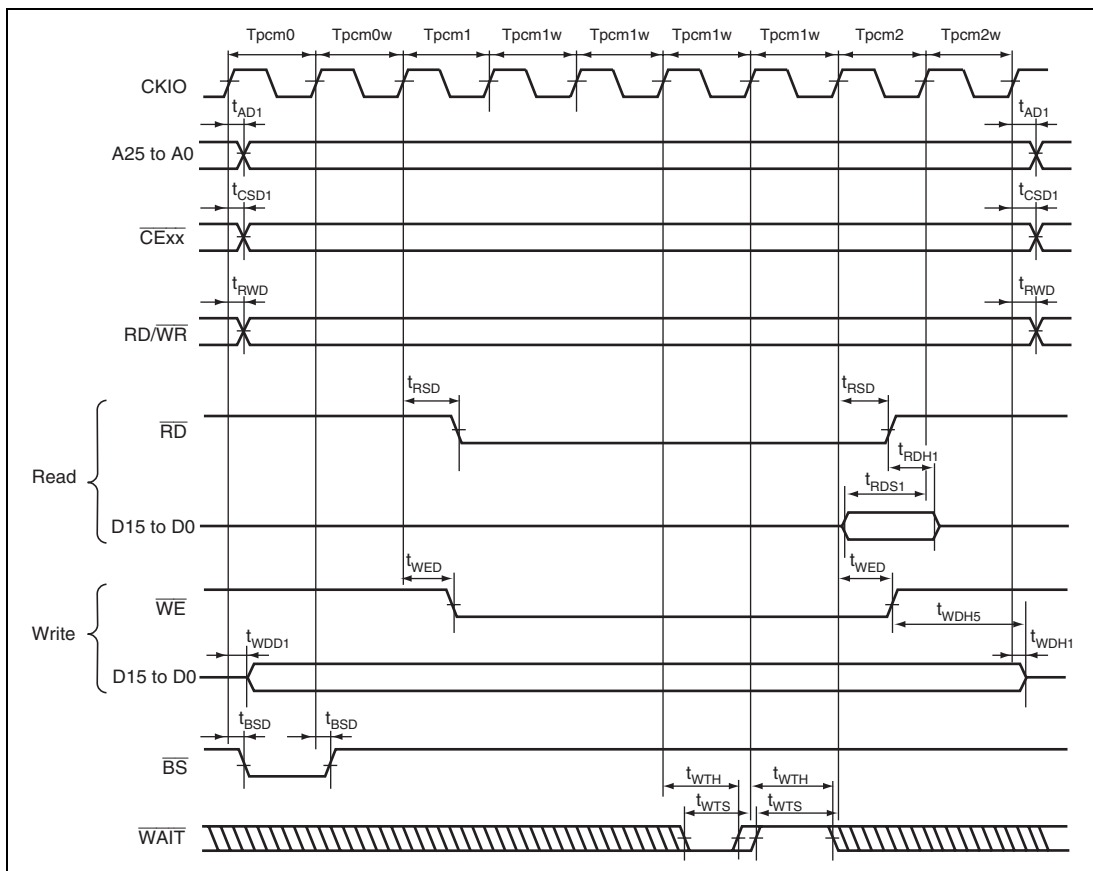 Tpcm0 Tpcm0w Tpcm1 Tpcm1w Tpcm1w Tpcm1w Tpcm1w Tpcm2 Tpcm2w
CKIO
tAD1 tAD1
A25 to A0
tCSD1 tCSD1
CExx
tRWD tRWD
RD/WR
tRSD tRSD
RD
tRDH1
Read
tRDS1
D15 to D0
tWED tWED
WE
tWDH5
Write
tWDD1 tWDH1
D15 to D0
tBSD tBSD
BS
tWTH tWTH
tWTS tWTS
WAIT